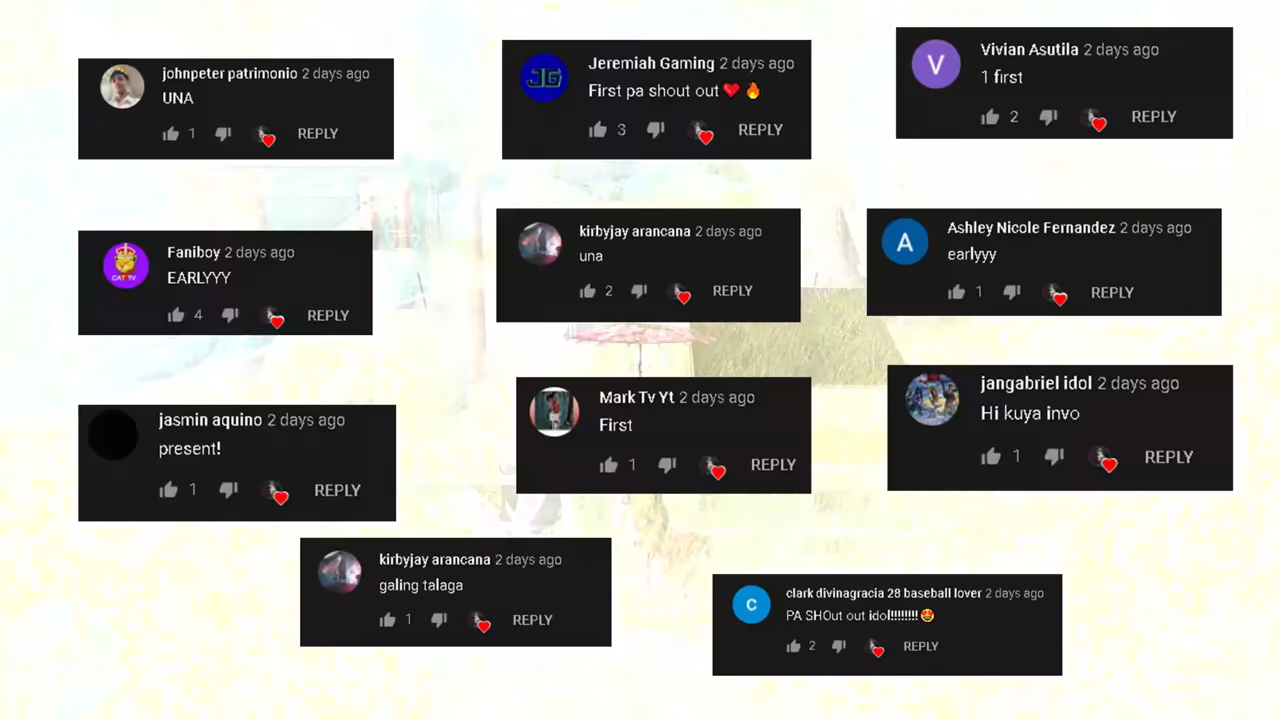 johnpeter patrimonio 2 days ago
UNA
1 REPLY
Jeremiah Gaming 2 days ago
First pa shout out❤️🔥
3 REPLY
Vivian Asutila 2 days ago
1 first
2 REPLY
Faniboy 2 days ago
EARLYYY
4 REPLY
kirbyjay arancana 2 days ago
una
2 REPLY
Ashley Nicole Fernandez 2 days ago
earlyyy
1 REPLY
jasmin aquino 2 days ago
present!
1 REPLY
Mark Tv Yt 2 days ago
First
1 REPLY
jangabriel idol 2 days ago
Hi kuya invo
1 REPLY
kirbyjay arancana 2 days ago
galing talaga
1 REPLY
clark divinagracia 28 baseball lover 2 days ago
PA SHOut out idol!!!!!!!!🤩
2 REPLY
V
JG
CAT TV
A
C